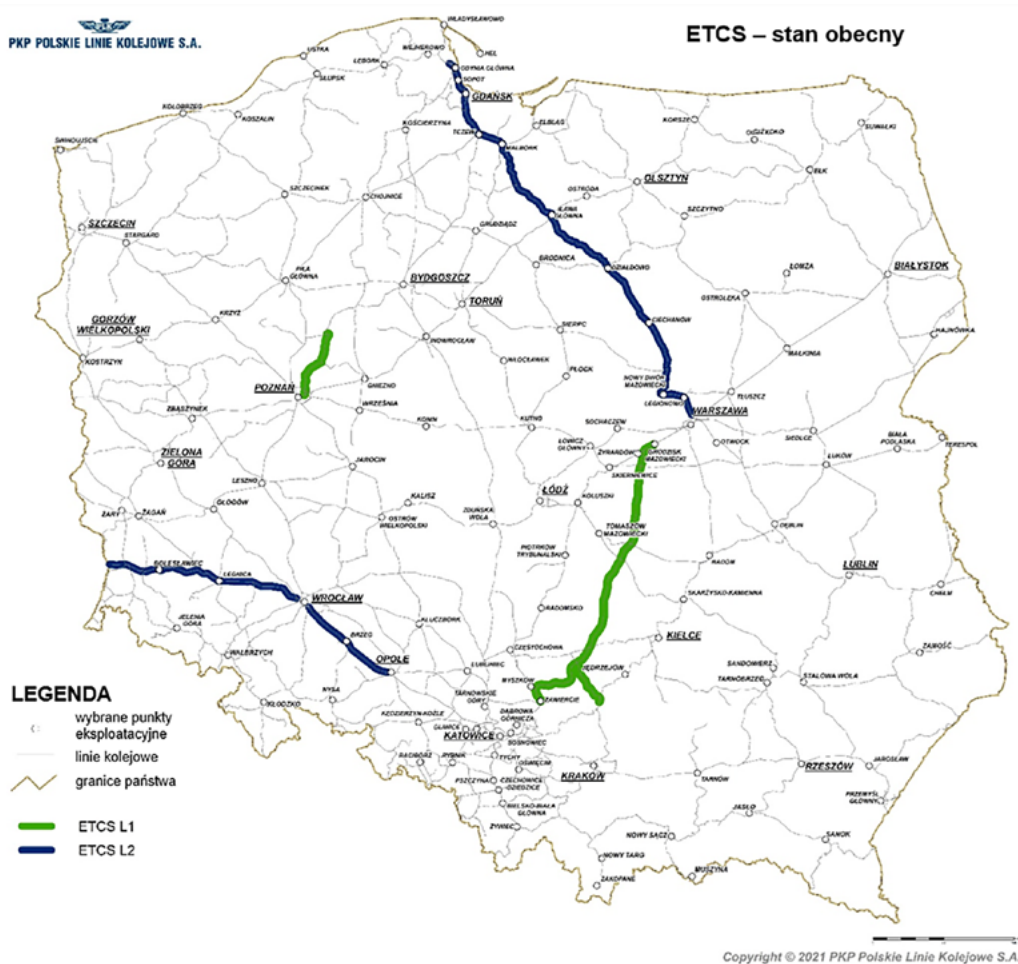 PKP POLSKIE LINIE KOLEJOWE S.A.
ETCS – stan obecny
WŁADYSŁAWOWO
HEL
WEJHEROWO
USTKA
LĘBORK
GDYNIA GŁÓWNA
SŁUPSK
SOPOT
GDAŃSK
KOŁOBRZEG
KOSZALIN
KOŚCIERZYNA
ELBLĄG
KORSZE
GIŻYCKO
SUWAŁKI
TCZEW
MALBORK
ŚWINOUJŚCIE
EŁK
OLSZTYN
OSTRÓDA
SZCZECINEK
CHOJNICE
IŁAWA
GŁÓWNA
SZCZYTNO
SZCZECIN
STARGARD
GRUDZIĄDZ
BRODNICA
DZIAŁDOWO
ŁOMŻA
BIAŁYSTOK
PIŁA
GŁÓWNA
BYDGOSZCZ
TORUŃ
OSTROŁĘKA
GORZÓW
WIELKOPOLSKI
KRZYŻ
CIECHANÓW
HAJNÓWKA
SIERPC
INOWROCŁAW
KOSTRZYN
WŁOCŁAWEK
MAŁKINIA
PŁOCK
NOWY DWÓR
MAZOWIECKI
POZNAŃ
GNIEZNO
TŁUSZCZ
LEGIONOWO
WARSZAWA
WRZEŚNIA
ZBĄSZYNEK
KONIN
KUTNO
SOCHACZEW
SIEDLCE
BIAŁA
PODLASKA
TERESPOL
OTWOCK
ŁOWICZ
GŁÓWNY
GRODZISK
MAZOWIECKI
ŻYRARDÓW
ZIELONA
GÓRA
ŁUKÓW
SKIERNIEWICE
JAROCIN
LESZNO
ŁÓDŹ
KOLUSZKI
KALISZ
GŁOGÓW
ŻARY
ŻAGAŃ
OSTRÓW
WIELKOPOLSKI
ZDUŃSKA
WOLA
TOMASZÓW
MAZOWIECKI
DĘBLIN
PIOTRKÓW
TRYBUNALSKI
RADOM
LUBLIN
BOLESŁAWIEC
LEGNICA
CHEŁM
WROCŁAW
RADOMSKO
SKARŻYSKO-KAMIENNA
JELENIA
GÓRA
KLUCZBORK
BRZEG
KIELCE
WAŁBRZYCH
CZĘSTOCHOWA
ZAMOŚĆ
OPOLE
LUBLINIEC
JĘDRZEJÓW
SANDOMIERZ
TARNOBRZEG
STALOWA WOLA
MYSZKÓW
NYSA
KŁODZKO
TARNOWSKIE
GÓRY
ZAWIERCIE
DĄBROWA
GÓRNICZA
KĘDZIERZYN-KOŹLE
GLIWICE
KATOWICE
SOSNOWIEC
RACIBÓRZ
RYBNIK
TYCHY
OŚWIĘCIM
KRAKÓW
RZESZÓW
JAROSŁAW
PSZCZYNA
CZECHOWICE
-DZIEDZICE
TARNÓW
PRZEMYŚL
GŁÓWNY
BIELSKO-BIAŁA
GŁÓWNA
JASŁO
ŻYWIEC
NOWY SĄCZ
SANOK
NOWY TARG
MUSZYNA
ZAKOPANE
LEGENDA
wybrane punkty
eksploatacyjne
linie kolejowe
granice państwa
ETCS L1
ETCS L2
Copyright © 2021 PKP Polskie Linie Kolejowe S.A